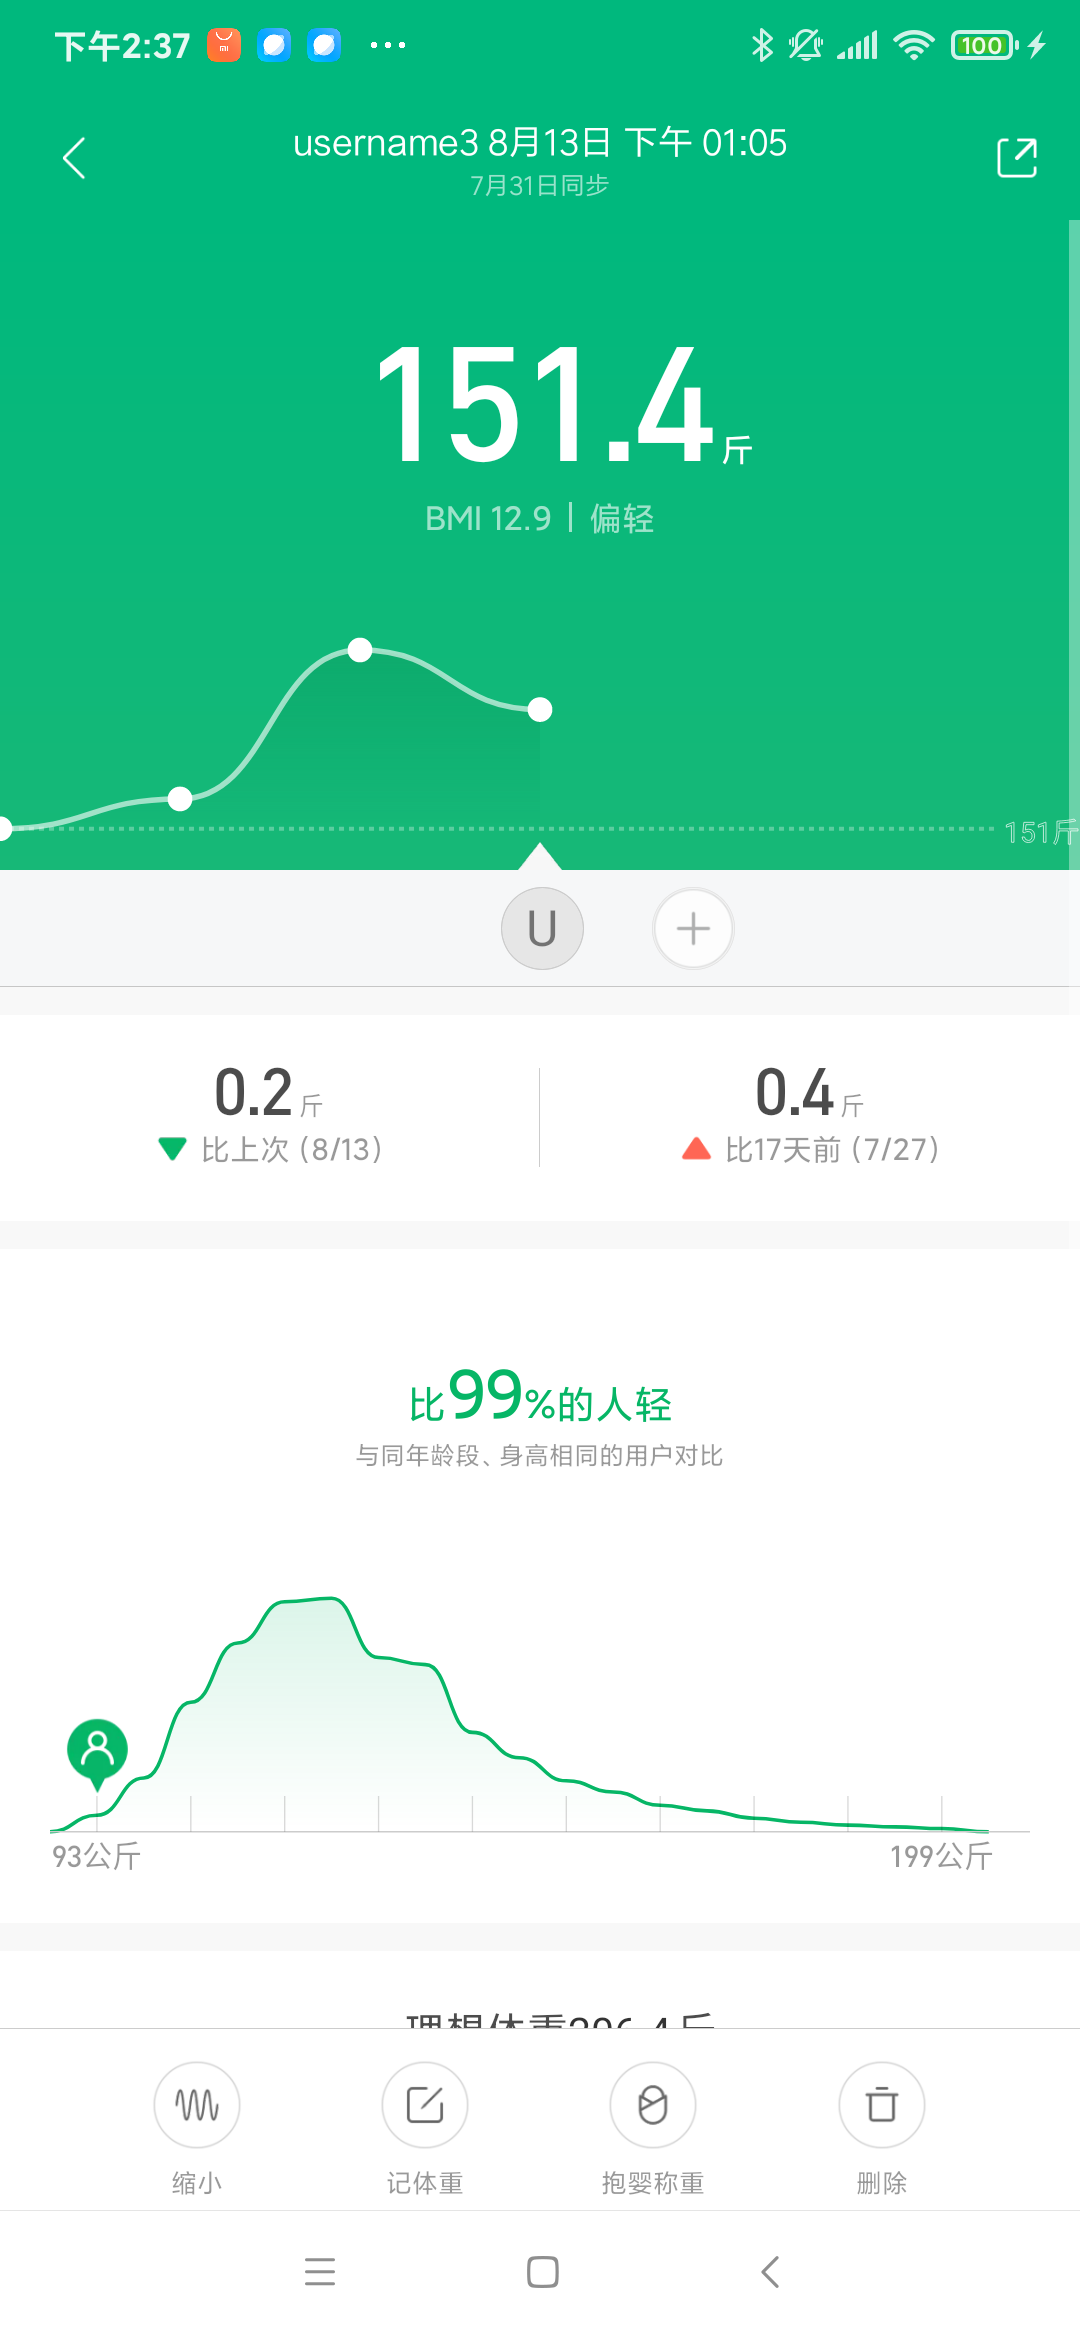 下午2:37
100
username3 8月13日 下午 01:05
7月31日同步
151.4斤
BMI 12.9 | 偏轻
151斤
U
0.2斤
比上次 (8/13)
0.4斤
比17天前 (7/27)
比99%的人轻
与同年龄段、身高相同的用户对比
93公斤
199公斤
理想体重
缩小
记体重
抱婴称重
删除